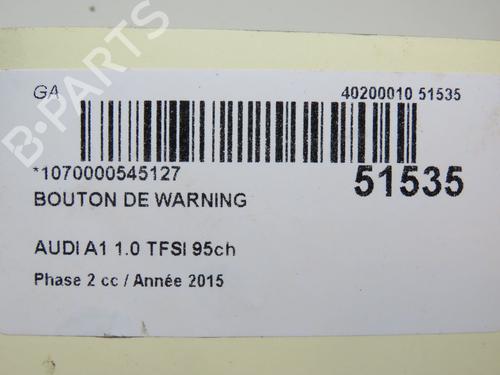 GA 40200010 51535
B-PARTS
*1070000545127 51535
BOUTON DE WARNING
AUDI A1 1.0 TFSI 95ch
Phase 2 cc / Année 2015